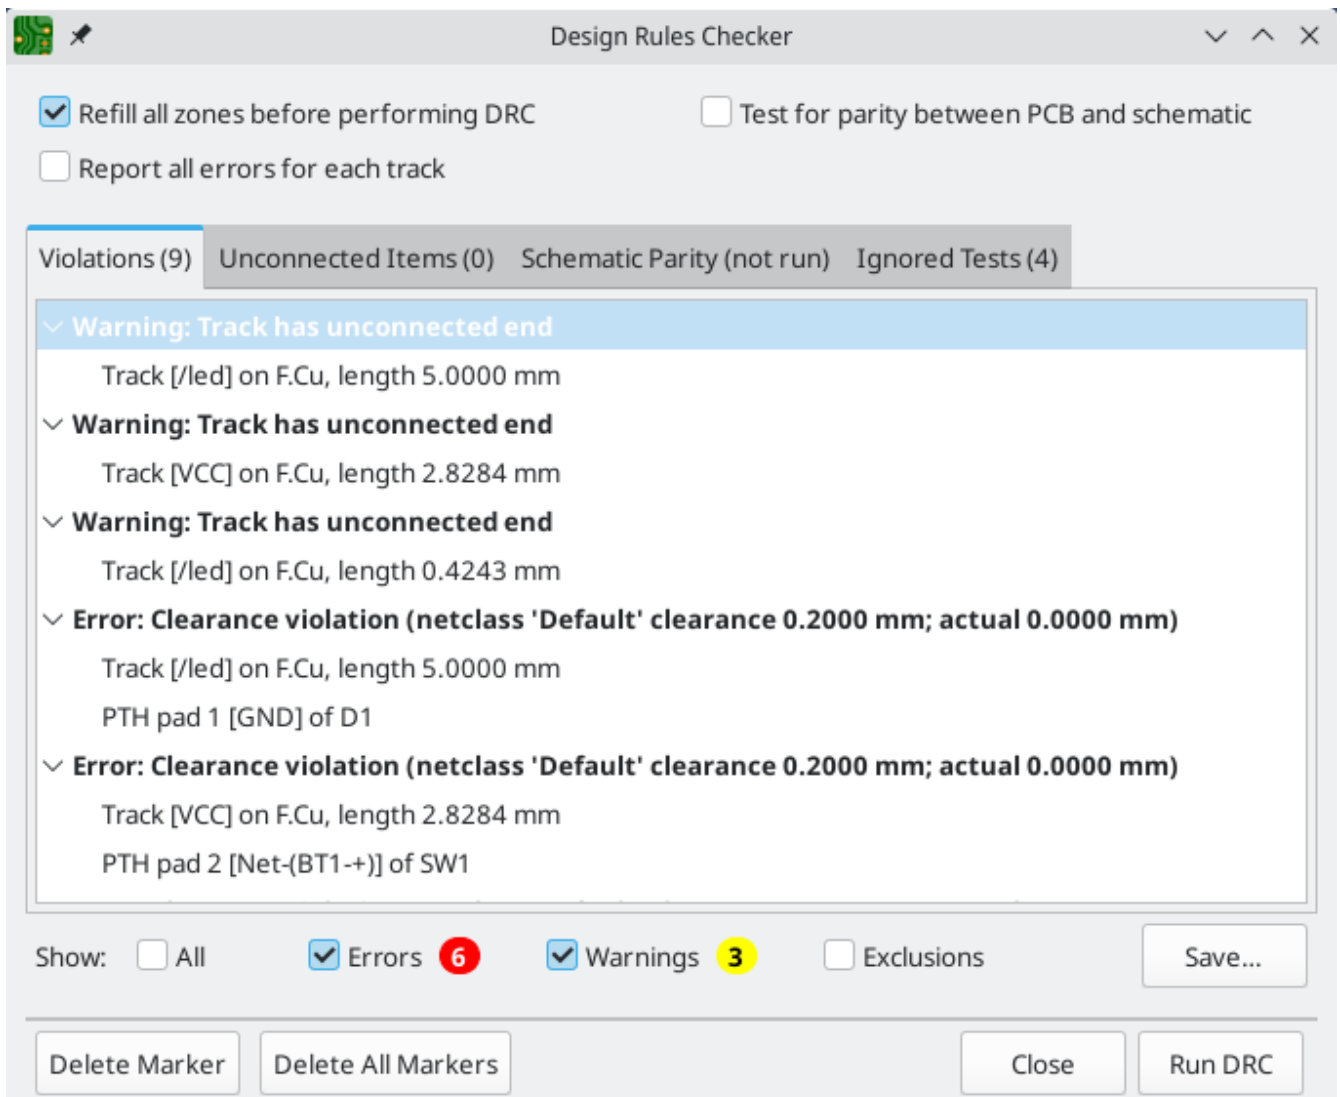 Design Rules Checker
Refill all zones before performing DRC
Test for parity between PCB and schematic
Report all errors for each track
Violations (9) Unconnected Items (0) Schematic Parity (not run) Ignored Tests (4)
Warning: Track has unconnected end
Track [/led] on F.Cu, length 5.0000 mm
Warning: Track has unconnected end
Track [VCC] on F.Cu, length 2.8284 mm
Warning: Track has unconnected end
Track [/led] on F.Cu, length 0.4243 mm
Error: Clearance violation (netclass 'Default' clearance 0.2000 mm; actual 0.0000 mm)
Track [/led] on F.Cu, length 5.0000 mm
PTH pad 1 [GND] of D1
Error: Clearance violation (netclass 'Default' clearance 0.2000 mm; actual 0.0000 mm)
Track [VCC] on F.Cu, length 2.8284 mm
PTH pad 2 [Net-(BT1-+)] of SW1
Show: All Errors 6 Warnings 3 Exclusions Save...
Delete Marker Delete All Markers Close Run DRC